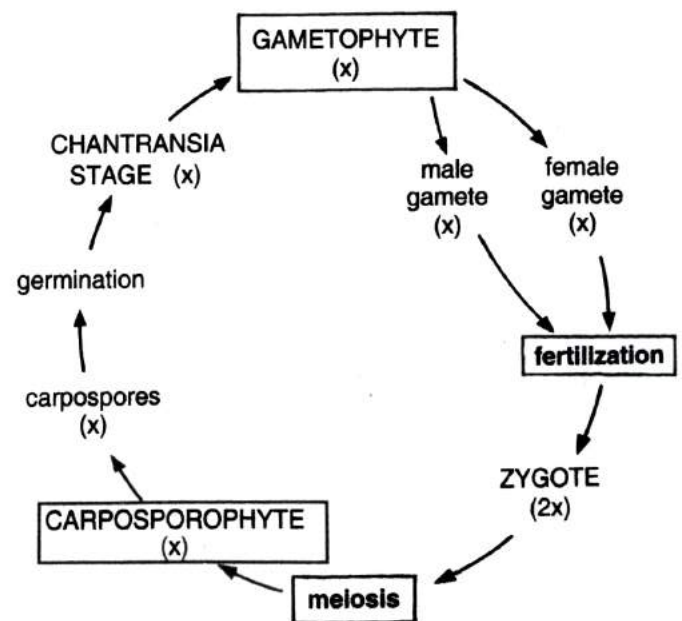 GAMETOPHYTE
(x)
CHANTRANSIA
STAGE (x)
male
gamete
(x)
female
gamete
(x)
germination
fertilization
carpospores
(x)
ZYGOTE
(2x)
CARPOSPOROPHYTE
(x)
meiosis